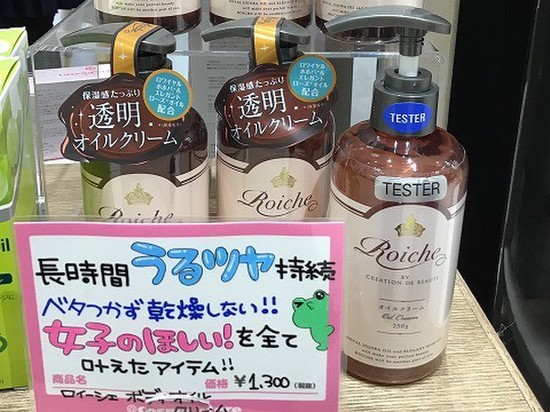 ロワイヤル
ホホバ&
エレガント
ローズ*オイル
配合
保湿感たっぷり
透明
オイルクリーム
ロワイヤル
ホホバ&
エレガント
ローズ*オイル
配合
保湿感たっぷり
透明
オイルクリーム
Roiche
TESTER
TESTER
Roiche
BY
CREATION DE BEAUTE
オイルクリーム
Oil Cream
250g
長時間 うるツヤ 持続
ベタつかず乾燥しない!!
女子のほしい!を全て
叶えたアイテム!!
商品名
価格 ¥1,300(税抜)
ロイーシェ ボディオイル
クリーム